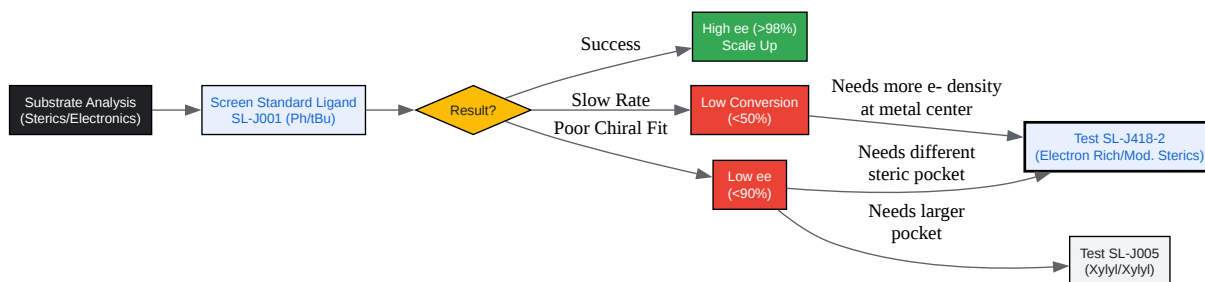 Substrate Analysis
(Sterics/Electronics)
Screen Standard Ligand
SL-J001 (Ph/tBu)
Result?
Success
High ee (>98%)
Scale Up
Slow Rate
Low Conversion
(<50%)
Poor Chiral Fit
Low ee
(<90%)
Needs more e- density
at metal center
Needs different
steric pocket
Test SL-J418-2
(Electron Rich/Mod. Sterics)
Needs larger
pocket
Test SL-J005
(Xylyl/Xylyl)